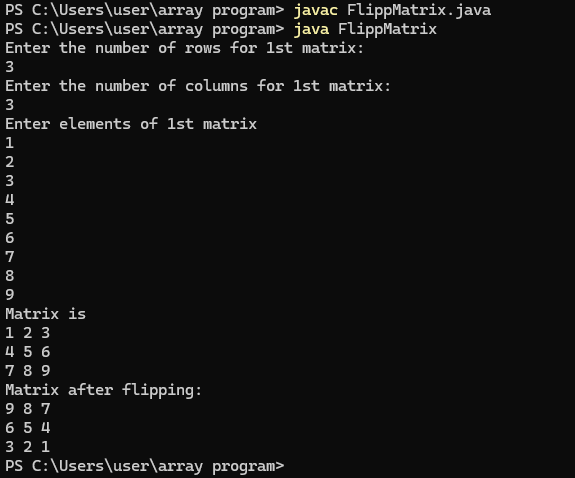 PS C:\Users\user\array program> javac FlippMatrix.java
PS C:\Users\user\array program> java FlippMatrix
Enter the number of rows for 1st matrix:
3
Enter the number of columns for 1st matrix:
3
Enter elements of 1st matrix
1
2
3
4
5
6
7
8
9
Matrix is
1 2 3
4 5 6
7 8 9
Matrix after flipping:
9 8 7
6 5 4
3 2 1
PS C:\Users\user\array program>